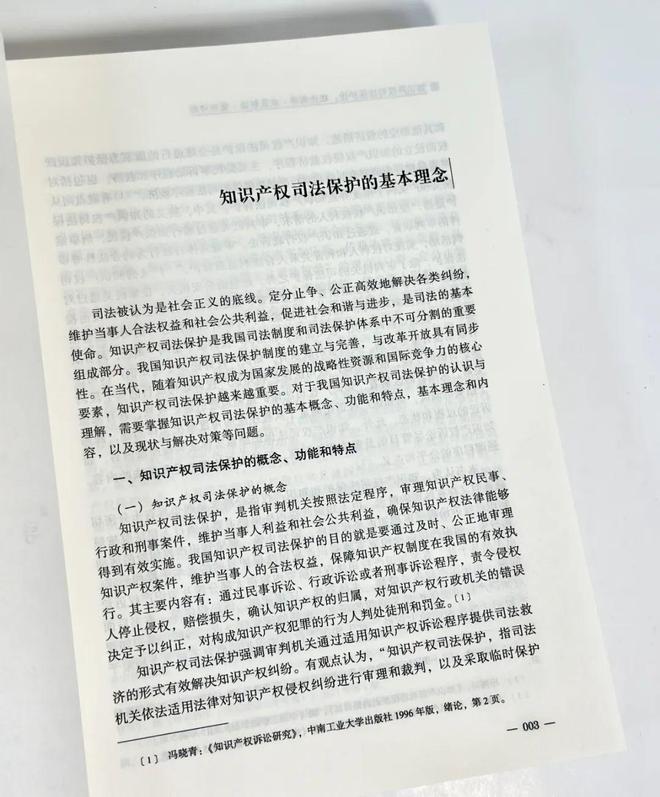 知识产权司法保护的基本理念
司法被认为是社会正义的底线。定分止争、公正高效地解决各类纠纷，
维护当事人合法权益和社会公共利益，促进社会和谐与进步，是司法的基本
使命。知识产权司法保护是我国司法制度和司法保护体系中不可分割的重要
组成部分。我国知识产权司法保护制度的建立与完善，与改革开放具有同步
性。在当代，随着知识产权成为国家发展的战略性资源和国际竞争力的核心
要素，知识产权司法保护越来越重要。对于我国知识产权司法保护的认识与
理解，需要掌握知识产权司法保护的基本概念、功能和特点，基本理念和内
容，以及现状与解决对策等问题。
一、知识产权司法保护的概念、功能和特点
（一）知识产权司法保护的概念
知识产权司法保护，是指审判机关按照法定程序，审理知识产权民事、
行政和刑事案件，维护当事人利益和社会公共利益，确保知识产权法律能够
得到有效实施。我国知识产权司法保护的目的就是要通过及时、公正地审理
知识产权案件，维护当事人的合法权益，保障知识产权制度在我国的有效执
行。其主要内容有：通过民事诉讼、行政诉讼或者刑事诉讼程序，责令侵权
人停止侵权，赔偿损失，确认知识产权的归属，对知识产权行政机关的错误
决定予以纠正，对构成知识产权犯罪的行为人判处徒刑和罚金。〔1〕
知识产权司法保护强调审判机关通过适用知识产权诉讼程序提供司法救
济的形式有效解决知识产权纠纷。有观点认为，“知识产权司法保护，指司法
机关依法适用法律对知识产权侵权纠纷进行审理和裁判，以及采取临时保护
〔1〕 冯晓青：《知识产权诉讼研究》，中南工业大学出版社1996年版，绪论，第2页。
— 003 —